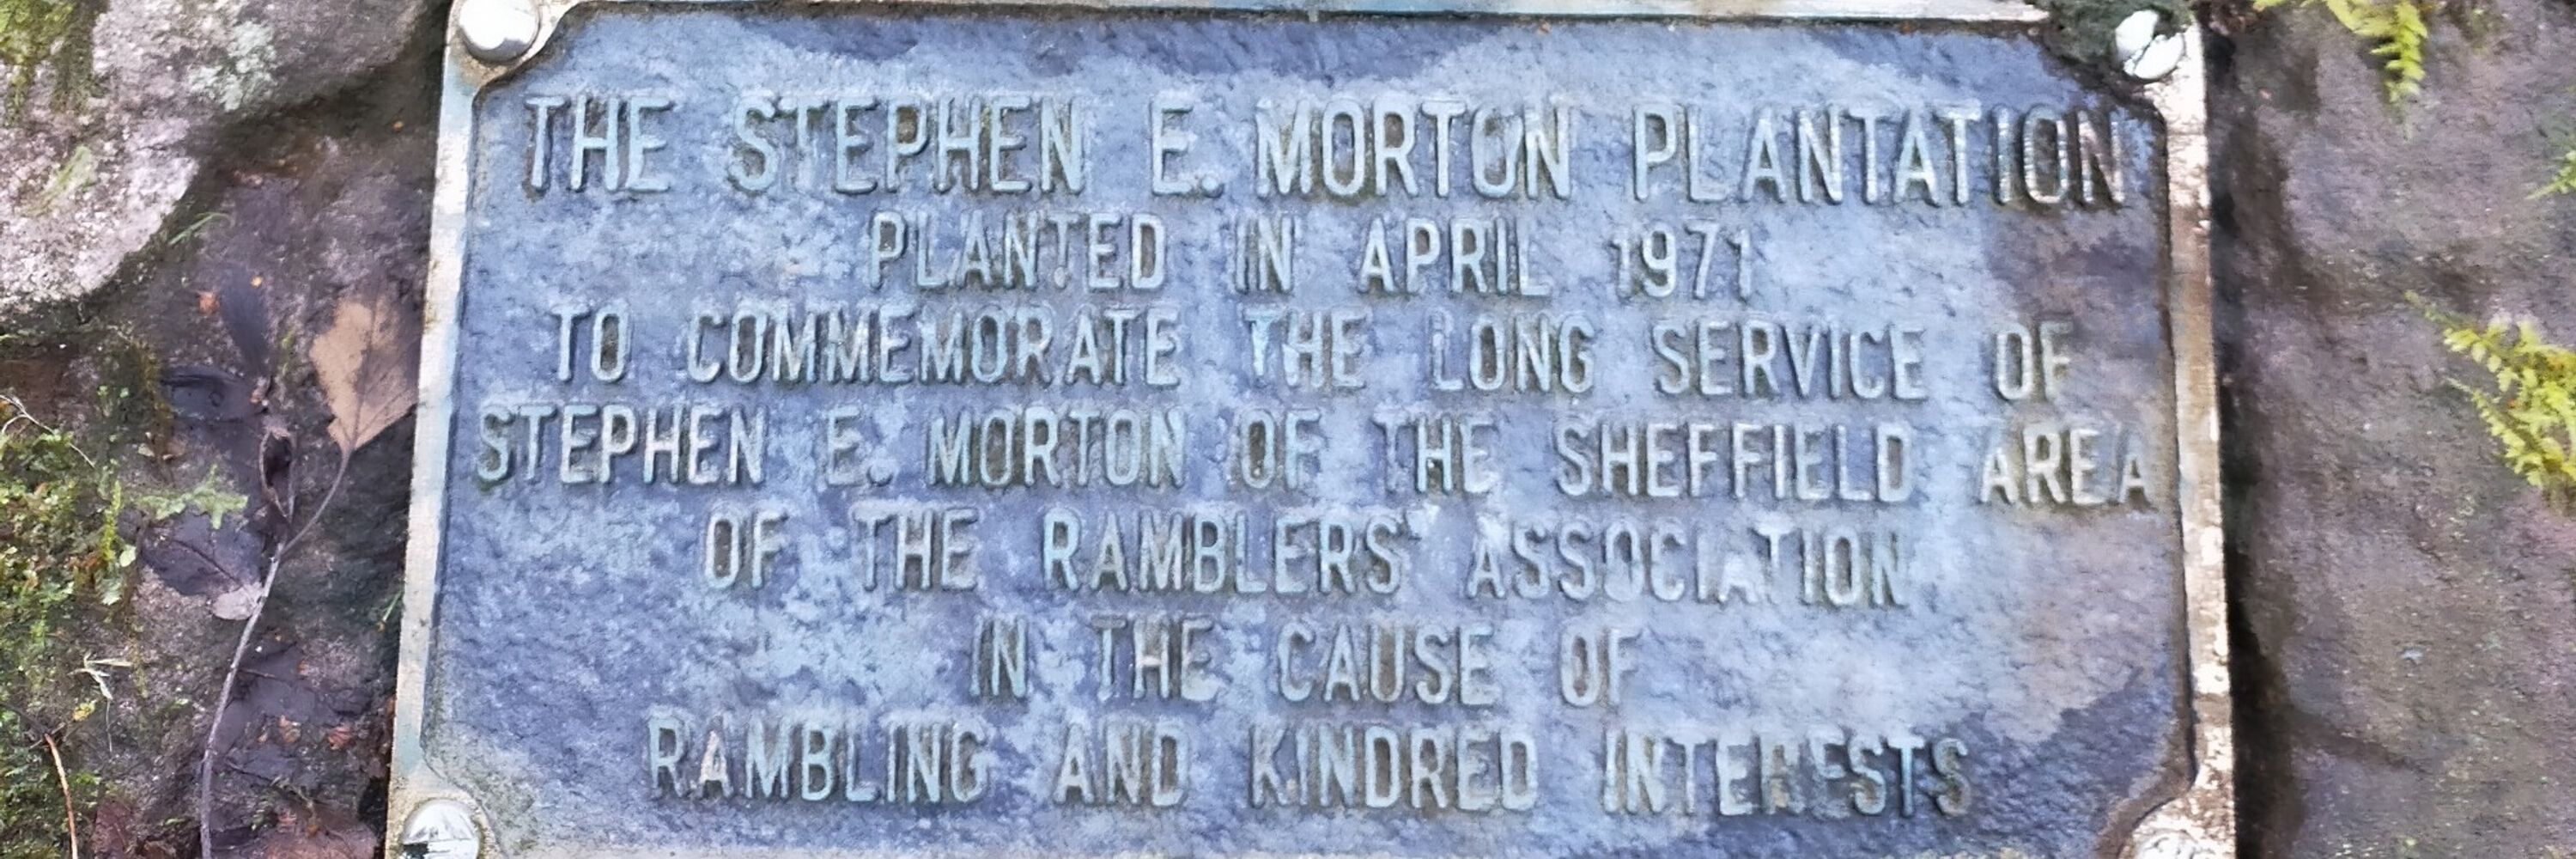 THE STEPHEN E. MORTON PLANTATION
PLANTED IN APRIL 1971
TO COMMEMORATE THE LONG SERVICE OF
STEPHEN E. MORTON OF THE SHEFFIELD AREA
OF THE RAMBLERS' ASSOCIATION
IN THE CAUSE OF
RAMBLING AND KINDRED INTERESTS